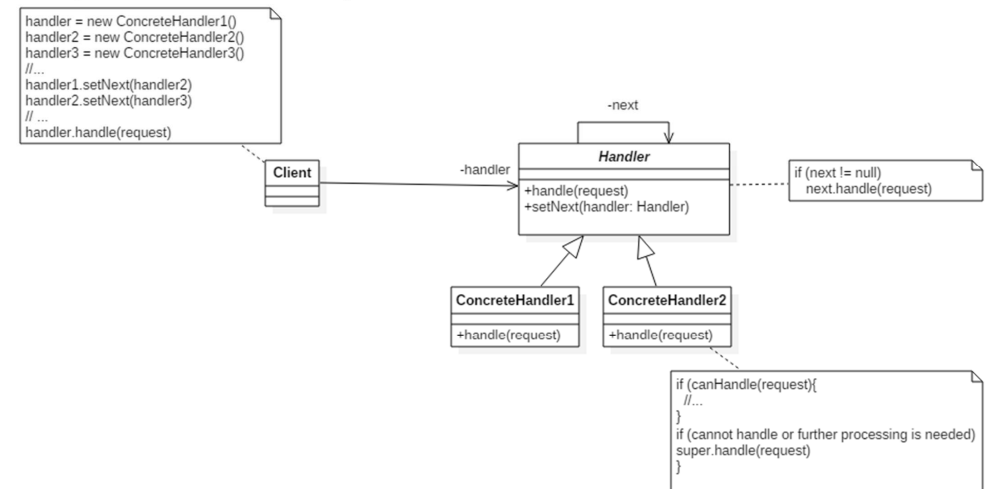 handler = new ConcreteHandler1()
handler2 = new ConcreteHandler2()
handler3 = new ConcreteHandler3()
//...
handler1.setNext(handler2)
handler2.setNext(handler3)
// ...
handler.handle(request)
-next
Client
-handler
Handler
+handle(request)
+setNext(handler: Handler)
if (next != null)
next.handle(request)
ConcreteHandler1
+handle(request)
ConcreteHandler2
+handle(request)
if (canHandle(request){
//...
}
if (cannot handle or further processing is needed)
super.handle(request)
}